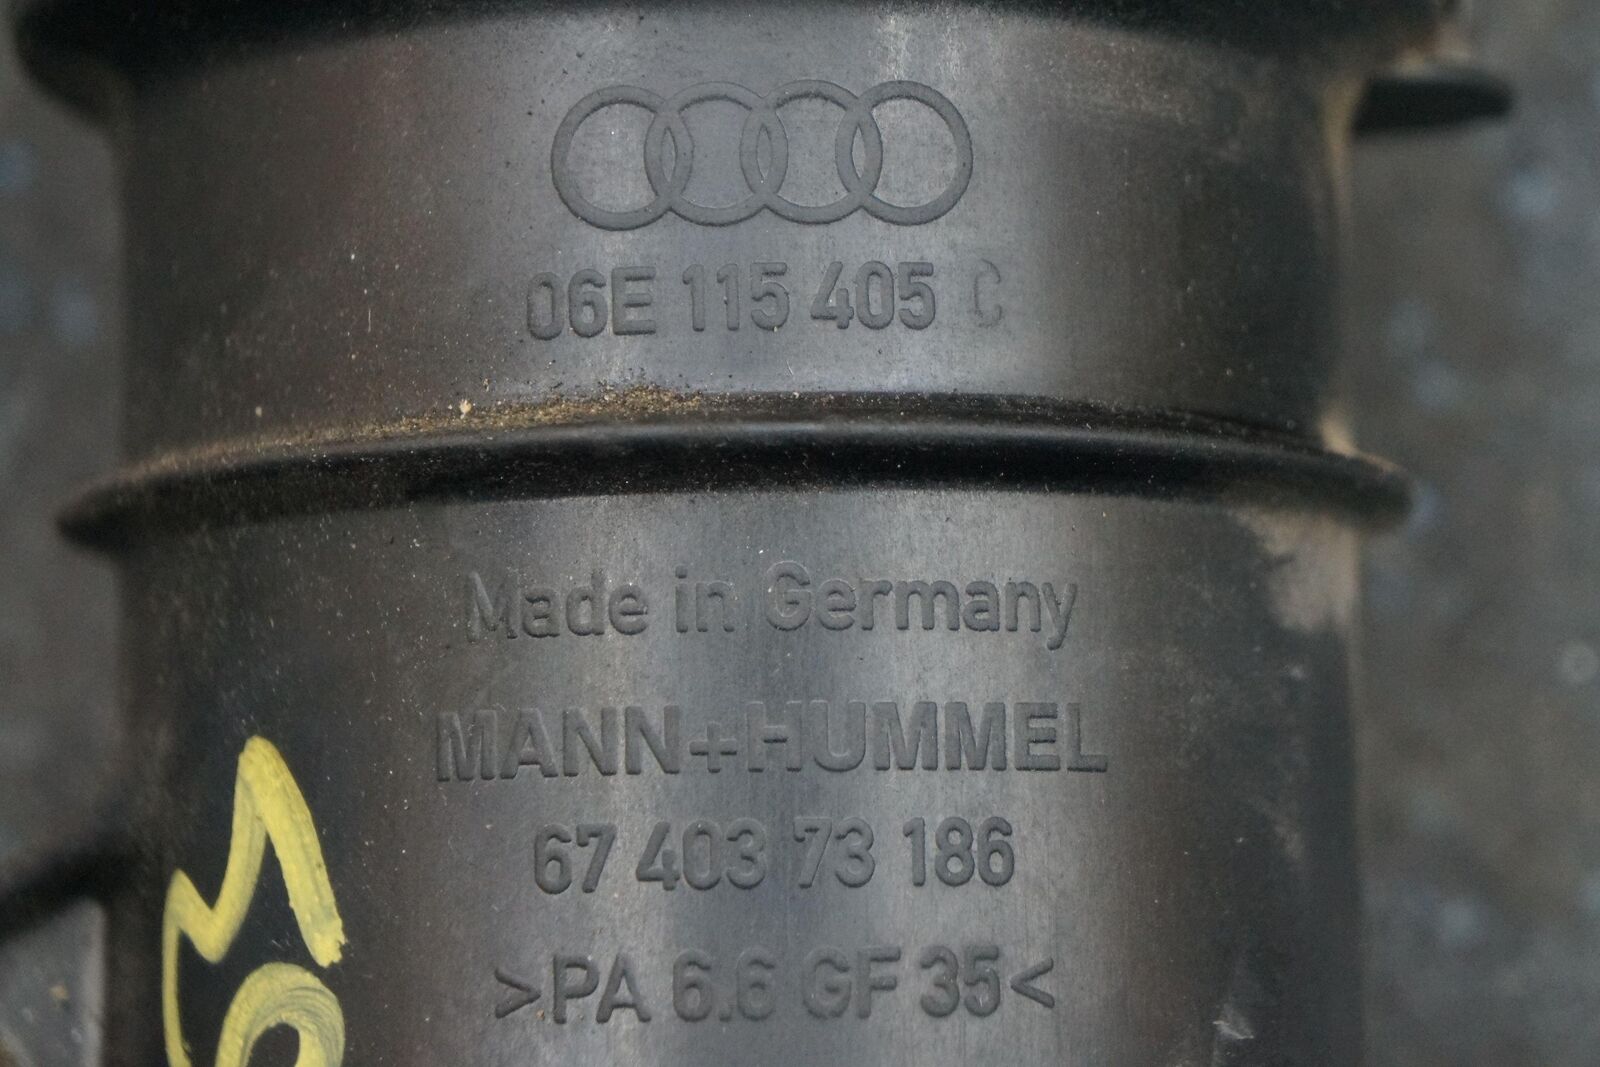 06E 115 405 C
Made in Germany
MANN+HUMMEL
67 403 73 186
>PA 6.6 GF 35<